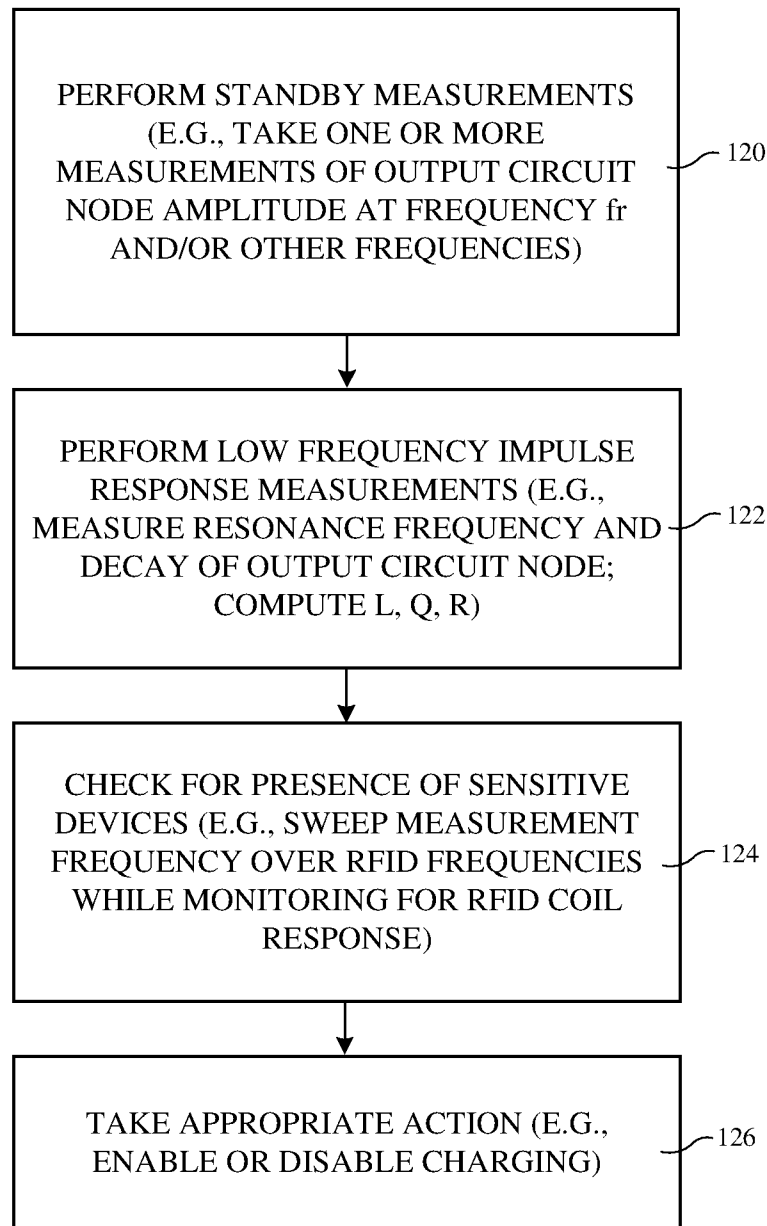 PERFORM STANDBY MEASUREMENTS
(E.G., TAKE ONE OR MORE
MEASUREMENTS OF OUTPUT CIRCUIT
NODE AMPLITUDE AT FREQUENCY fr
AND/OR OTHER FREQUENCIES)
120
PERFORM LOW FREQUENCY IMPULSE
RESPONSE MEASUREMENTS (E.G.,
MEASURE RESONANCE FREQUENCY AND
DECAY OF OUTPUT CIRCUIT NODE;
COMPUTE L, Q, R)
122
CHECK FOR PRESENCE OF SENSITIVE
DEVICES (E.G., SWEEP MEASUREMENT
FREQUENCY OVER RFID FREQUENCIES
WHILE MONITORING FOR RFID COIL
RESPONSE)
124
TAKE APPROPRIATE ACTION (E.G.,
ENABLE OR DISABLE CHARGING)
126